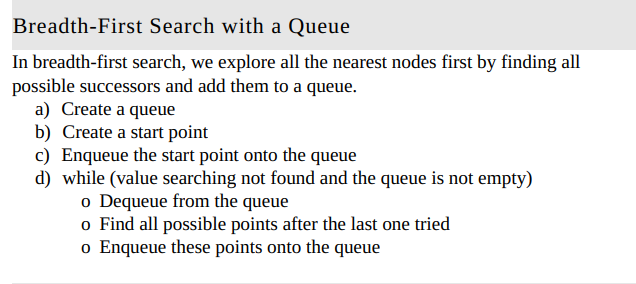 Breadth-First Search with a Queue
In breadth-first search, we explore all the nearest nodes first by finding all
possible successors and add them to a queue.
a) Create a queue
b) Create a start point
c) Enqueue the start point onto the queue
d) while (value searching not found and the queue is not empty)
o Dequeue from the queue
o Find all possible points after the last one tried
o Enqueue these points onto the queue